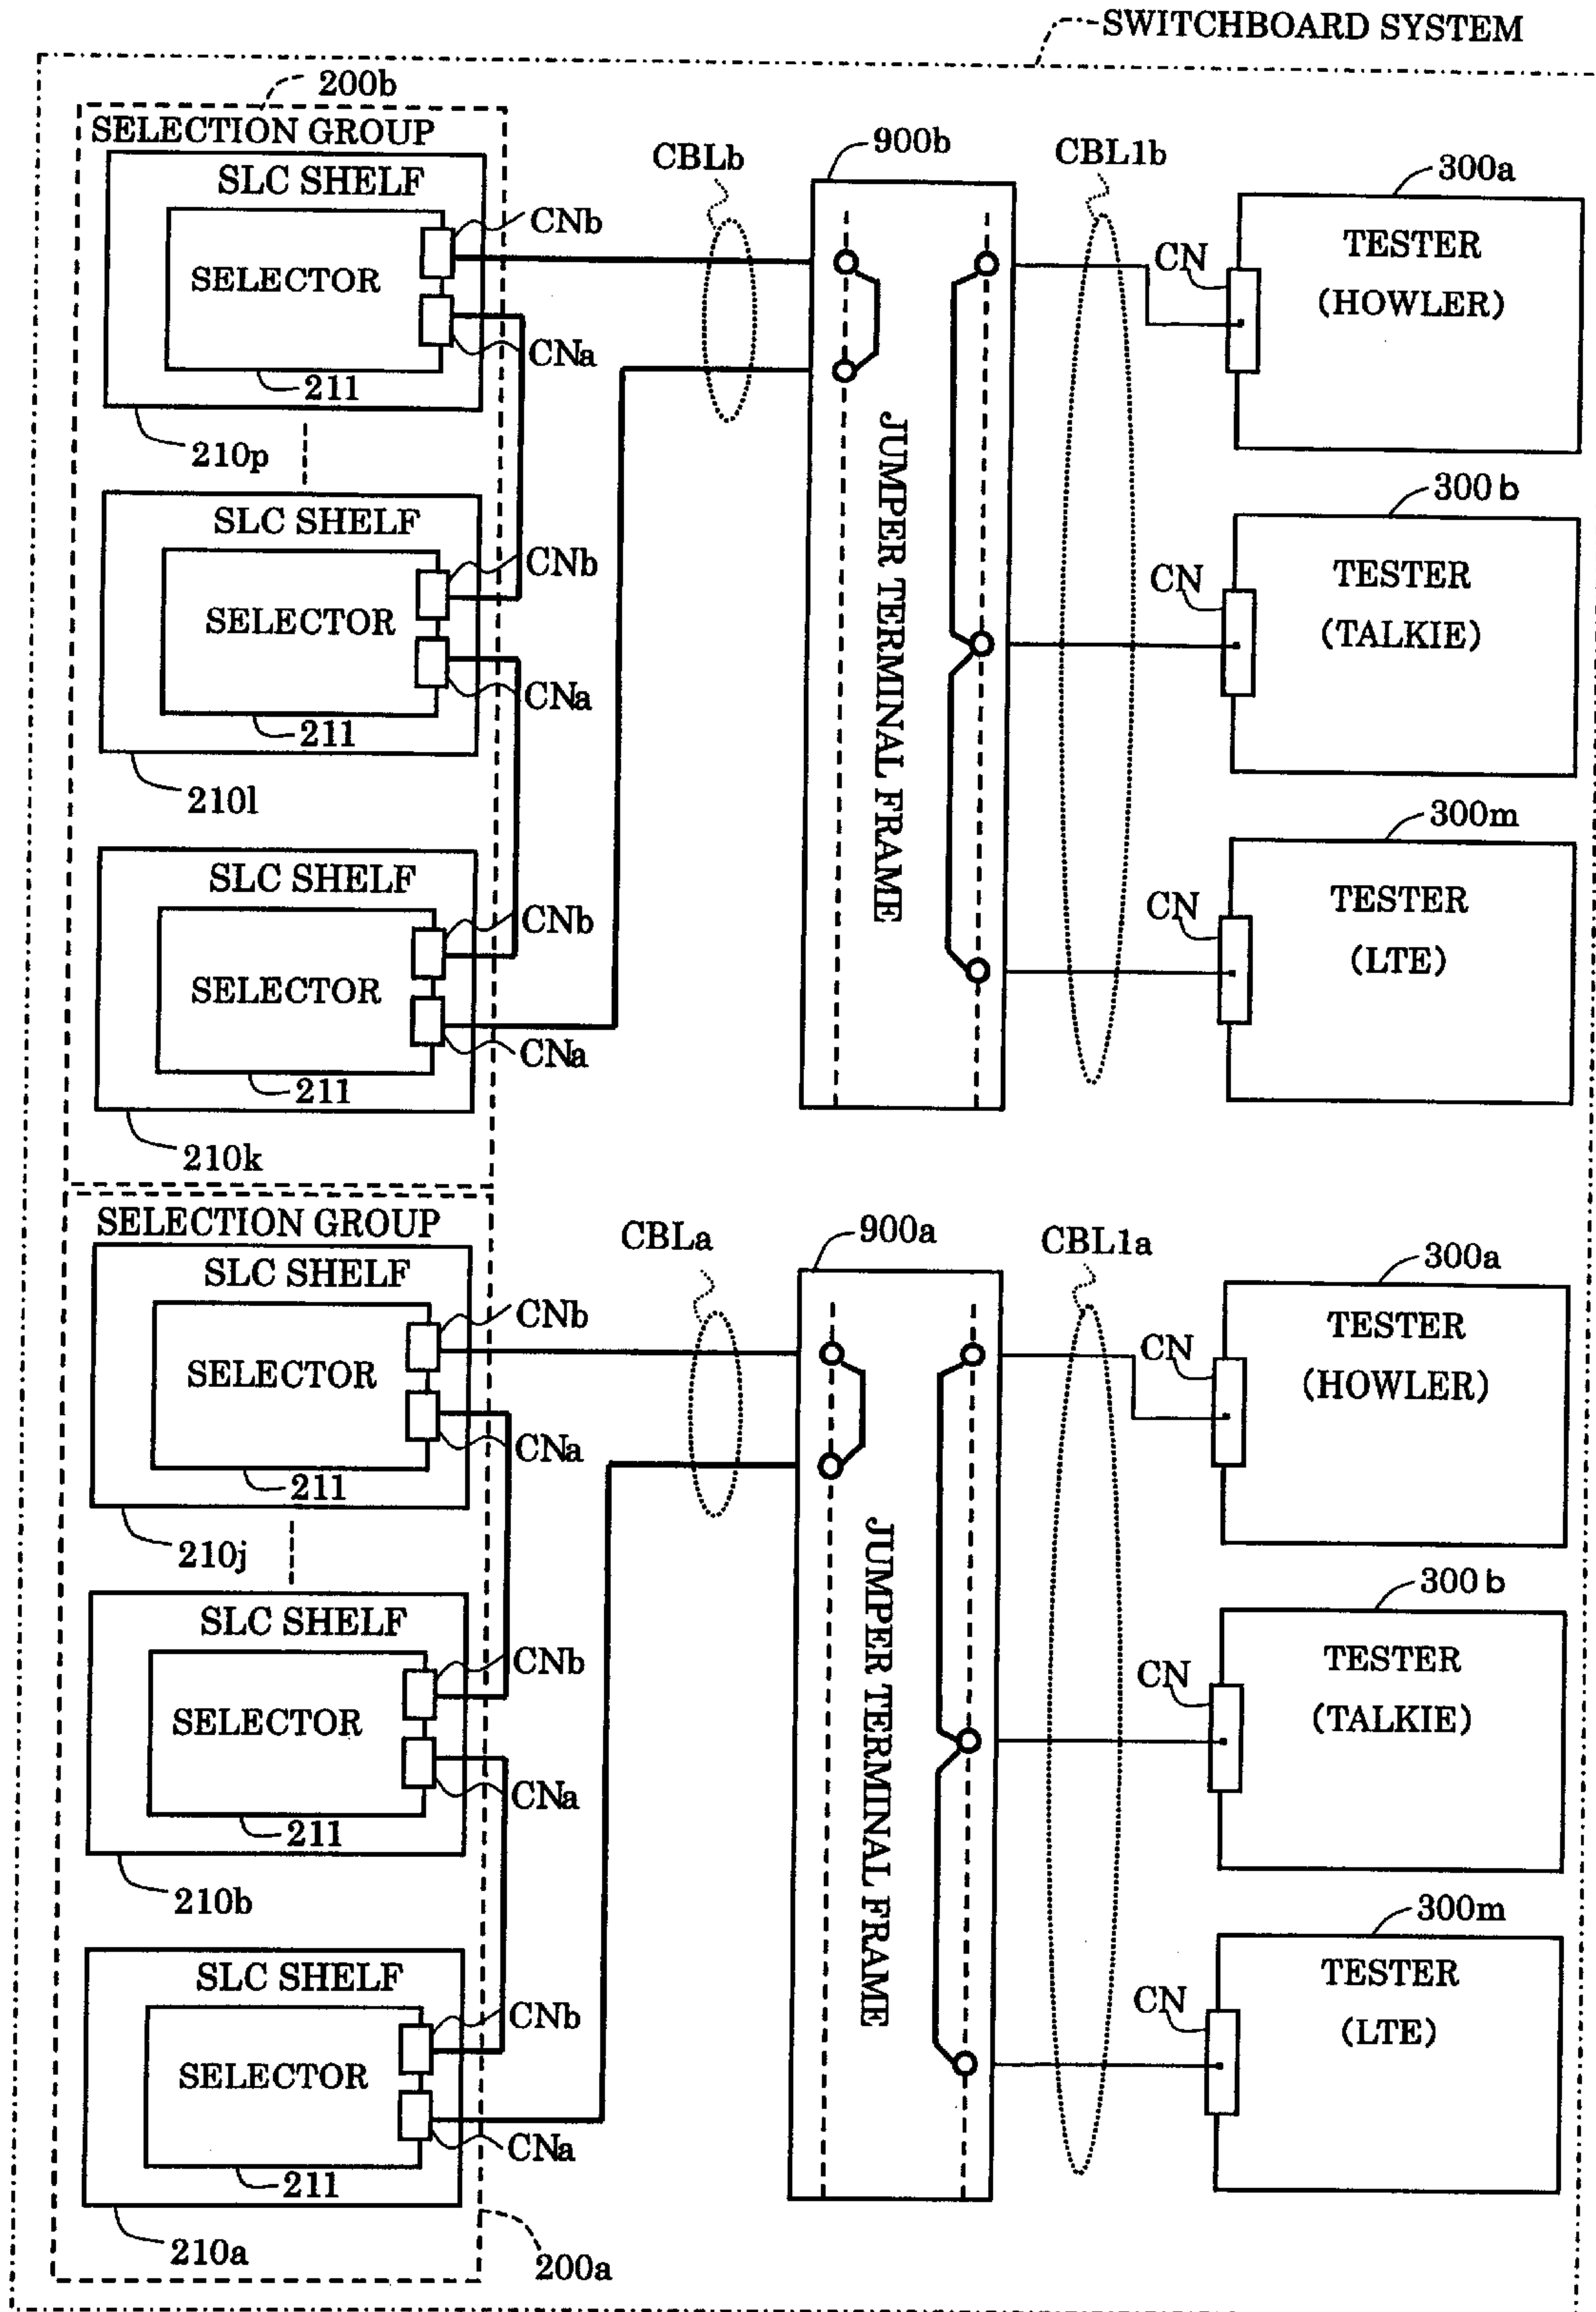 SWITCHBOARD SYSTEM
200b
SELECTION GROUP
SLC SHELF
SELECTOR
CNb
CNa
211
210p
SLC SHELF
SELECTOR
CNb
CNa
211
210l
SLC SHELF
SELECTOR
CNb
CNa
211
210k
CBLb
900b
JUMPER TERMINAL FRAME
CBL1b
300a
CN
TESTER
(HOWLER)
300b
CN
TESTER
(TALKIE)
300m
CN
TESTER
(LTE)
SELECTION GROUP
SLC SHELF
SELECTOR
CNb
CNa
211
210j
SLC SHELF
SELECTOR
CNb
CNa
211
210b
SLC SHELF
SELECTOR
CNb
CNa
211
210a
200a
CBLa
900a
JUMPER TERMINAL FRAME
CBL1a
300a
CN
TESTER
(HOWLER)
300b
CN
TESTER
(TALKIE)
300m
CN
TESTER
(LTE)